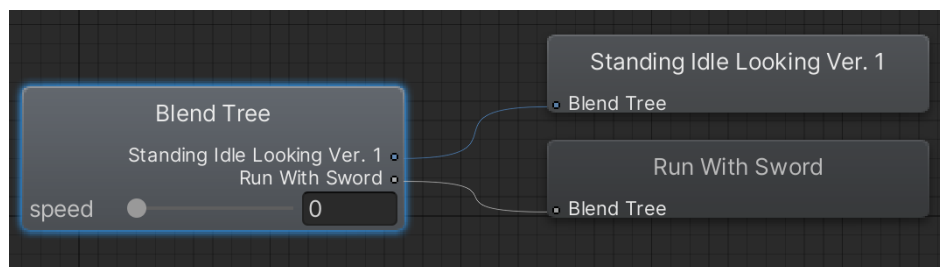 Blend Tree
Standing Idle Looking Ver. 1
Run With Sword
speed 0
Standing Idle Looking Ver. 1
Blend Tree
Run With Sword
Blend Tree